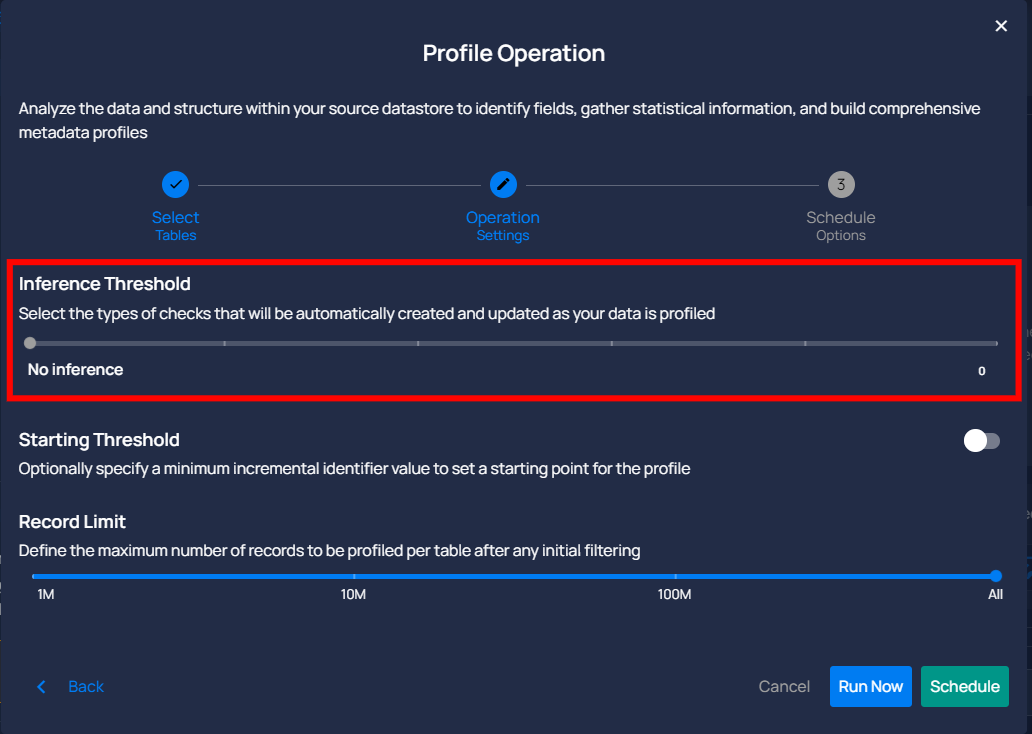 Profile Operation
Analyze the data and structure within your source datastore to identify fields, gather statistical information, and build comprehensive
metadata profiles
3
Select
Tables
Operation
Settings
Schedule
Options
Inference Threshold
Select the types of checks that will be automatically created and updated as your data is profiled
No inference
0
Starting Threshold
Optionally specify a minimum incremental identifier value to set a starting point for the profile
Record Limit
Define the maximum number of records to be profiled per table after any initial filtering
1M
10M
100M
All
Back
Cancel
Run Now
Schedule